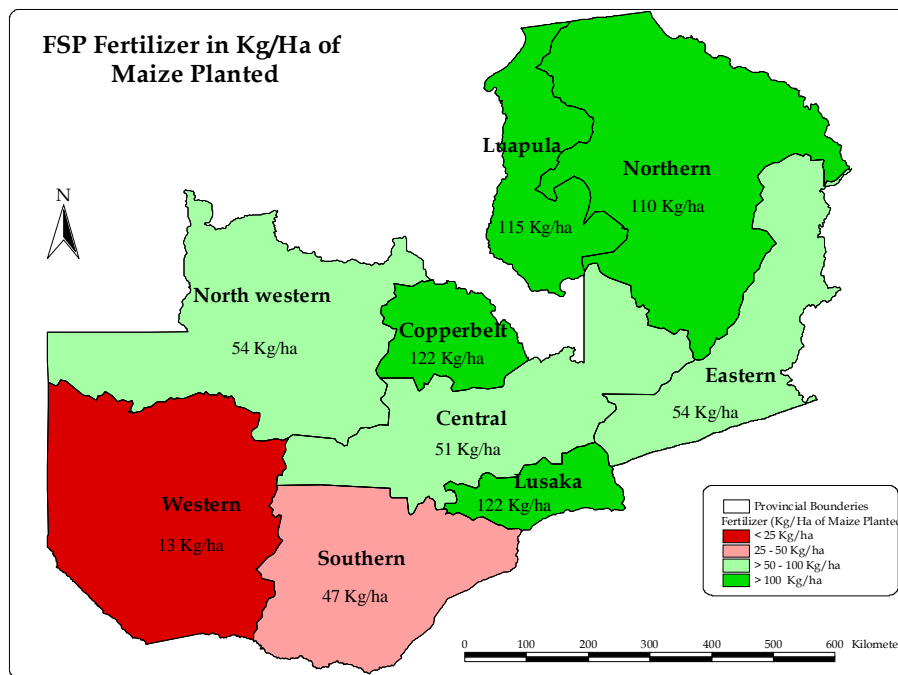 FSP Fertilizer in Kg/Ha of
Maize Planted
N
Luapula
115 Kg/ha
Northern
110 Kg/ha
North western
54 Kg/ha
Copperbelt
122 Kg/ha
Eastern
54 Kg/ha
Central
51 Kg/ha
Lusaka
122 Kg/ha
Western
13 Kg/ha
Southern
47 Kg/ha
Provincial Bounderies
Fertilizer (Kg/Ha of Maize Planted
< 25 Kg/ha
25 - 50 Kg/ha
> 50 - 100 Kg/ha
> 100 Kg/ha
0 100 200 300 400 500 600 Kilomete